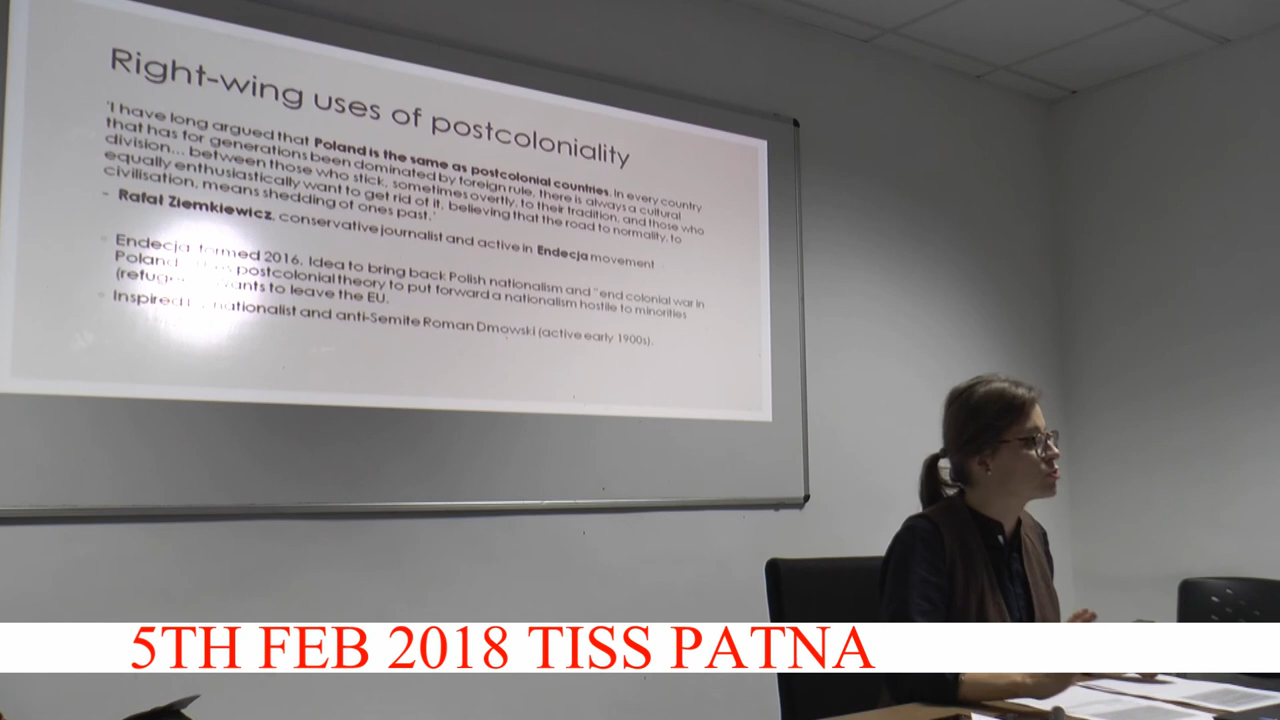 Right-wing uses of postcoloniality
'I have long argued that Poland is the same as postcolonial countries. In every country
that has for generations been dominated by foreign rule, there is always a cultural
division... between those who stick, sometimes overtly, to their tradition, and those who
equally enthusiastically want to get rid of it, believing that the road to normality, to
civilisation, means shedding of ones past.'
- Rafał Ziemkiewicz, conservative journalist and active in Endecja movement
Endecja formed 2016. Idea to bring back Polish nationalism and "end colonial war in
Poland postcolonial theory to put forward a nationalism hostile to minorities
to leave the EU.
Inspired nationalist and anti-Semite Roman Dmowski (active early 1900s).
5TH FEB 2018 TISS PATNA